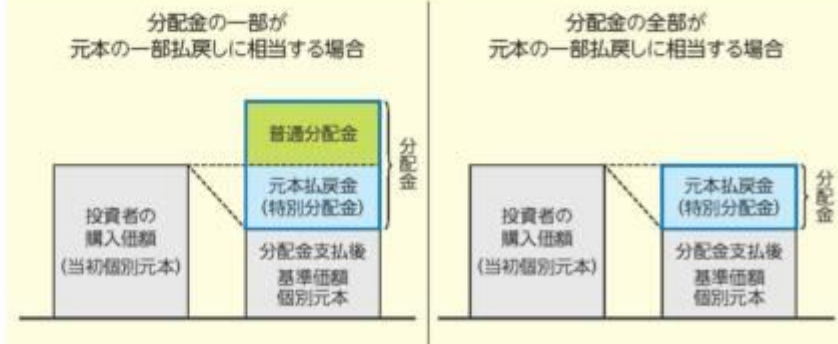 分配金の一部が
元本の一部払戻しに相当する場合
普通分配金
元本払戻金
(特別分配金)
分配金
投資者の
購入価額
(当初個別元本)
分配金支払後
基準価額
個別元本
分配金の全部が
元本の一部払戻しに相当する場合
元本払戻金
(特別分配金)
分配金
投資者の
購入価額
(当初個別元本)
分配金支払後
基準価額
個別元本